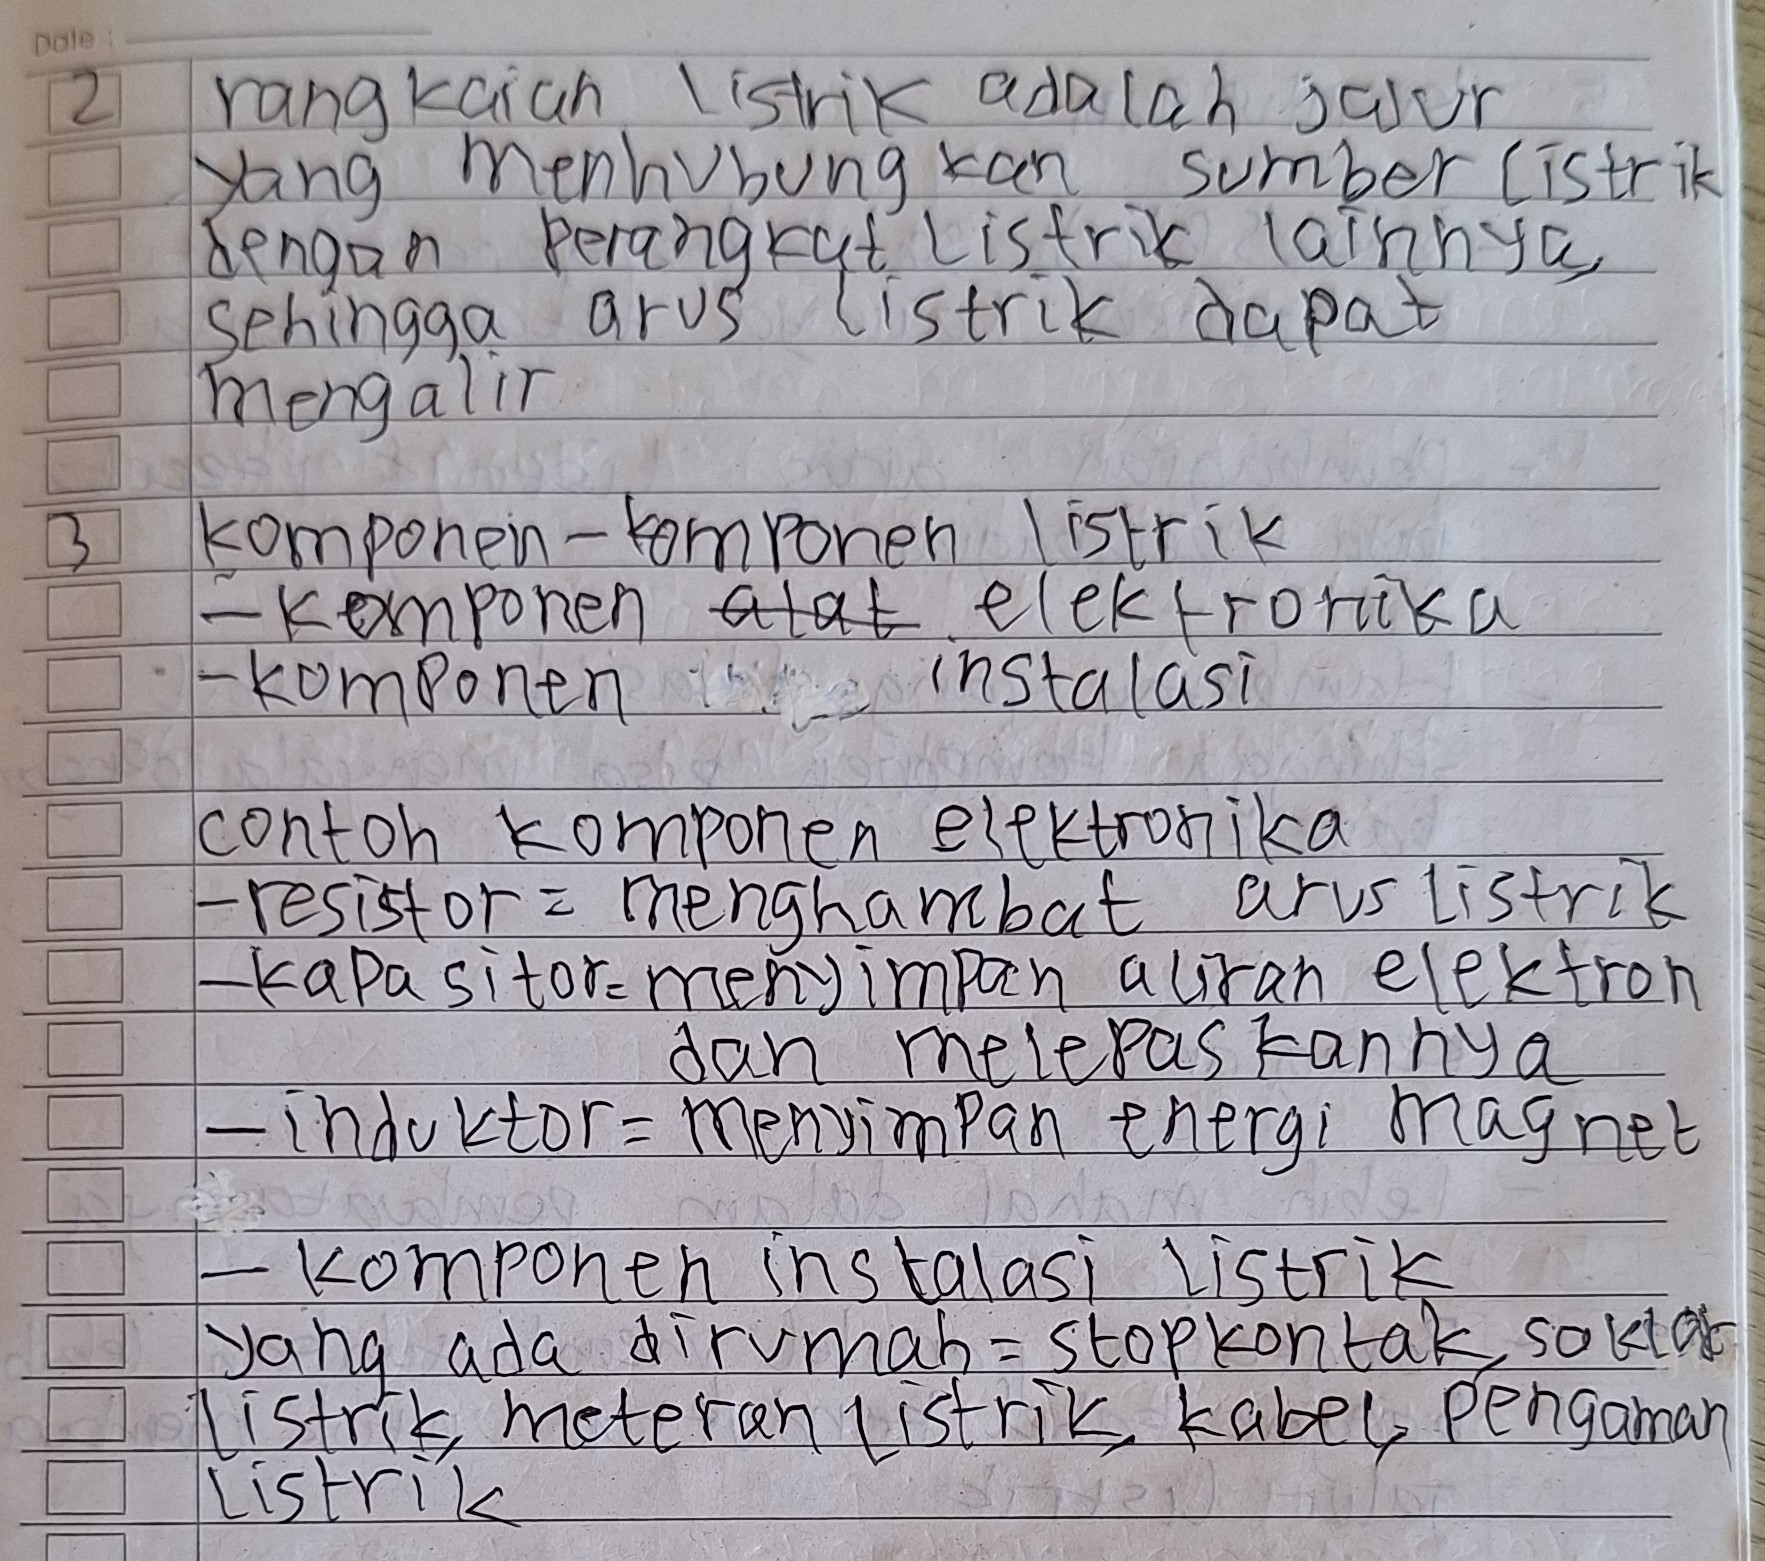 Date :
2 rangkaian listrik adalah jalur
yang menhubungkan sumber listrik
dengan perangkat listrik lainnya,
sehingga arus listrik dapat
mengalir
3 komponein-komponen listrik
- komponen alat elektronika
- komponen instalasi
contoh komponen elektronika
- resistor = menghambat arus listrik
- kapasitor = menyimpan aliran elektron
dan melepaskannya
- induktor = menyimpan energi magnet
- komponen instalasi listrik
yang ada dirumah = stopkontak, saklar
listrik, meteran listrik, kabel, pengaman
listrik